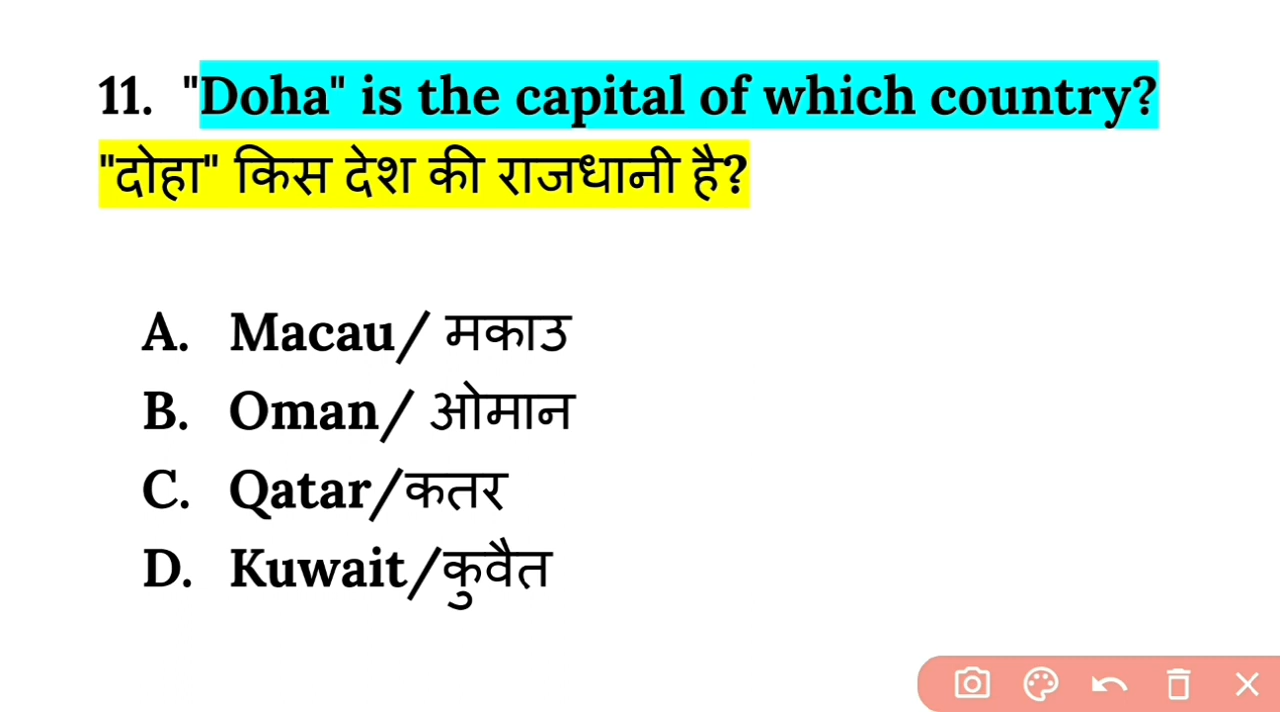 11. "Doha" is the capital of which country?
"दोहा" किस देश की राजधानी है?
A. Macau/ मकाउ
B. Oman/ ओमान
C. Qatar/कतर
D. Kuwait/कुवैत